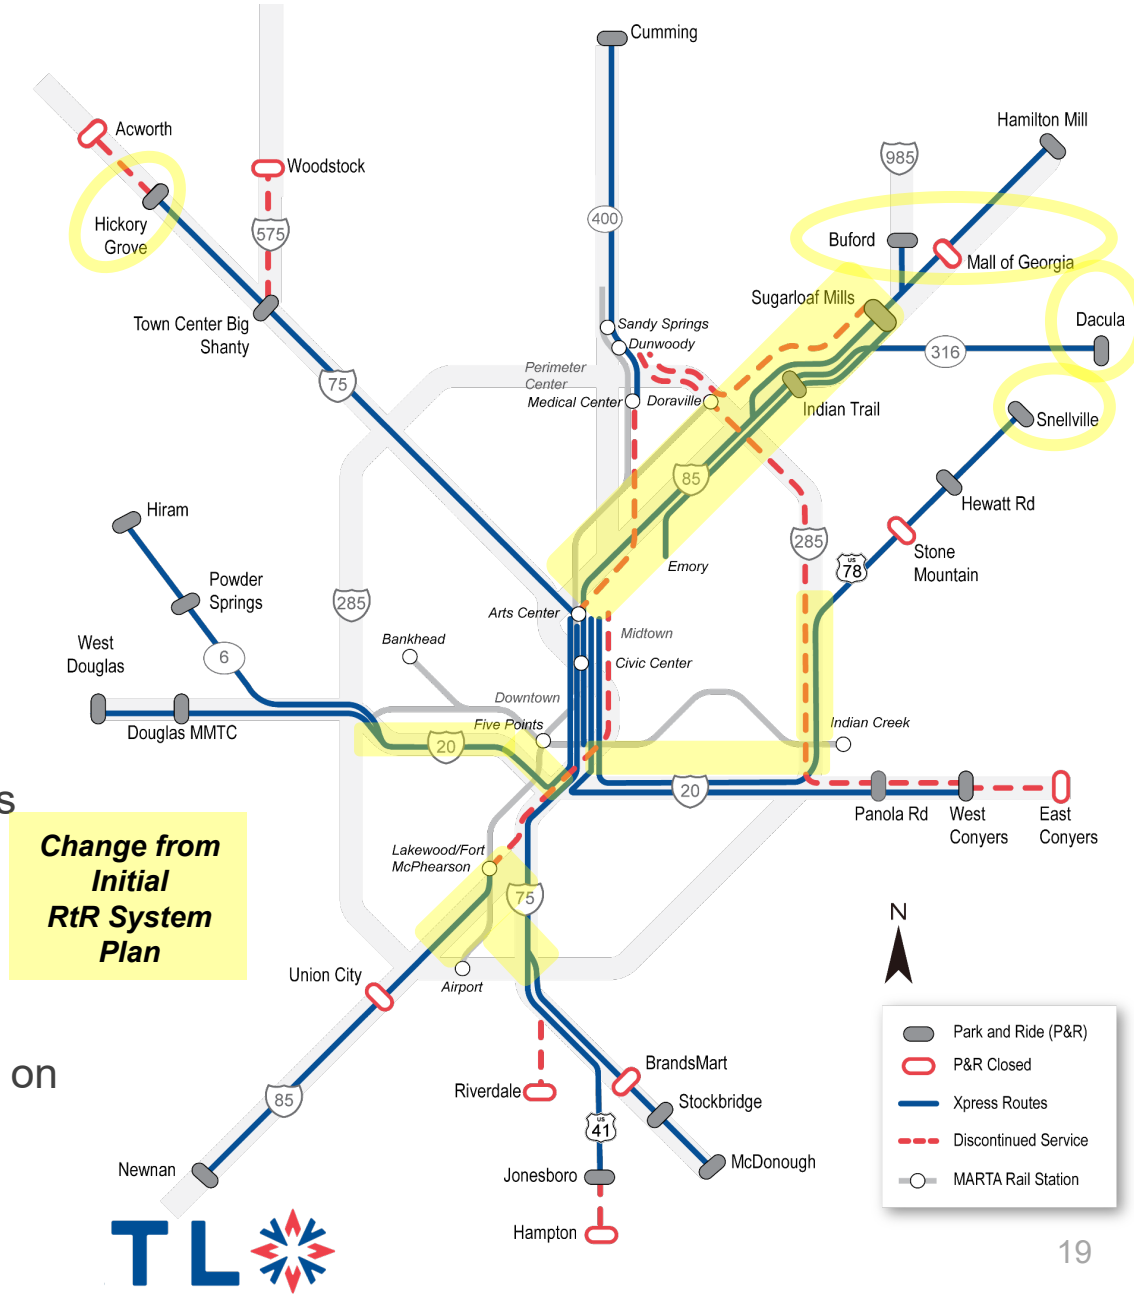 Cumming
Hamilton Mill
Acworth
985
Woodstock
Hickory
Grove
400
575
Buford
Mall of Georgia
Sugarloaf Mills
Town Center Big
Shanty
Sandy Springs
Dunwoody
Dacula
316
Perimeter
Center
75
Medical Center
Doraville
Indian Trail
Snellville
85
Hewatt Rd
Hiram
285
Stone
Mountain
US
78
Emory
Powder
Springs
285
Arts Center
Midtown
West
Douglas
6
Bankhead
Civic Center
Downtown
Five Points
Indian Creek
Douglas MMTC
20
20
s
Panola Rd
West
Conyers
East
Conyers
Change from
Initial
RtR System
Plan
Lakewood/Fort
McPhearson
75
N
Union City
Airport
on
BrandsMart
Riverdale
Stockbridge
85
US
41
McDonough
Newnan
Jonesboro
Hampton
Park and Ride (P&R)
P&R Closed
Xpress Routes
Discontinued Service
MARTA Rail Station
TL
19